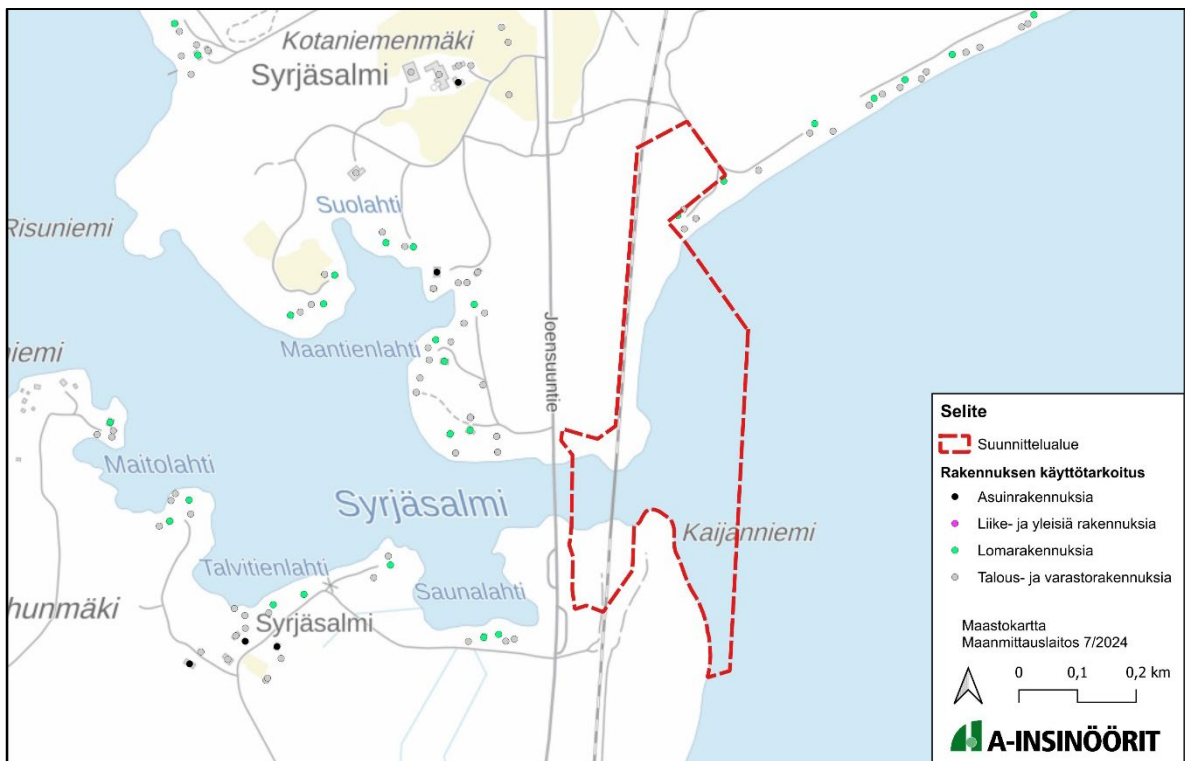 Kotaniemenmäki
Syrjäsalmi
Suolahti
Risuniemi
Maantienlahti
Joensuuntie
niemi
Maitolahti
Syrjäsalmi
Kaijanniemi
Talvitienlahti
Saunalahti
hunmäki
Syrjäsalmi
Selite
Suunnittelualue
Rakennuksen käyttötarkoitus
Asuinrakennuksia
Liike- ja yleisiä rakennuksia
Lomarakennuksia
Talous- ja varastorakennuksia
Maastokartta
Maanmittauslaitos 7/2024
0 0,1 0,2 km
A-INSINÖÖRIT